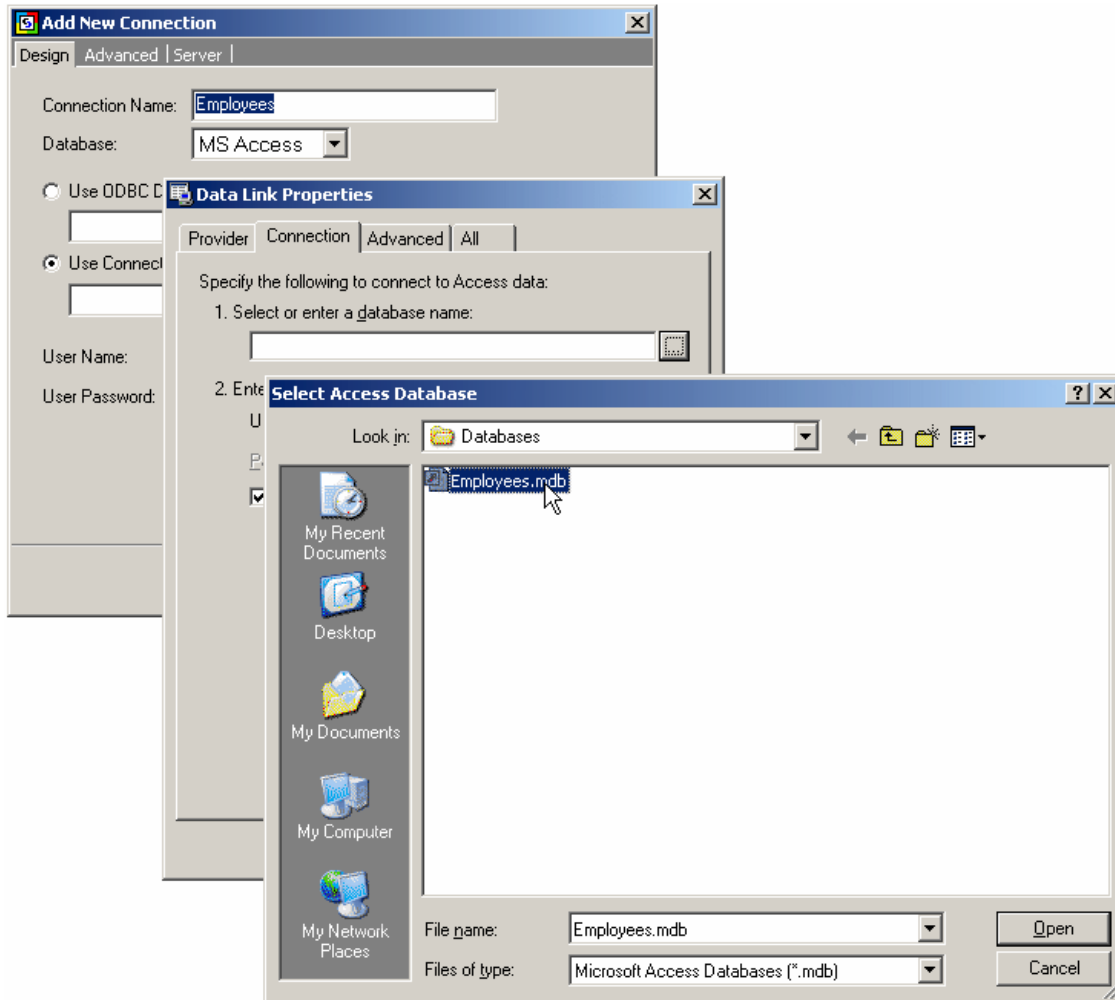 Add New Connection
Design Advanced Server
Connection Name: Employees
Database: MS Access
Use ODBC D
Use Connect
User Name:
User Password:
Data Link Properties
Provider Connection Advanced All
Specify the following to connect to Access data:
1. Select or enter a database name:
2. Ente
U
P
Select Access Database
Look in: Databases
Employees.mdb
My Recent
Documents
Desktop
My Documents
My Computer
My Network
Places
File name: Employees.mdb Open
Files of type: Microsoft Access Databases (*.mdb) Cancel